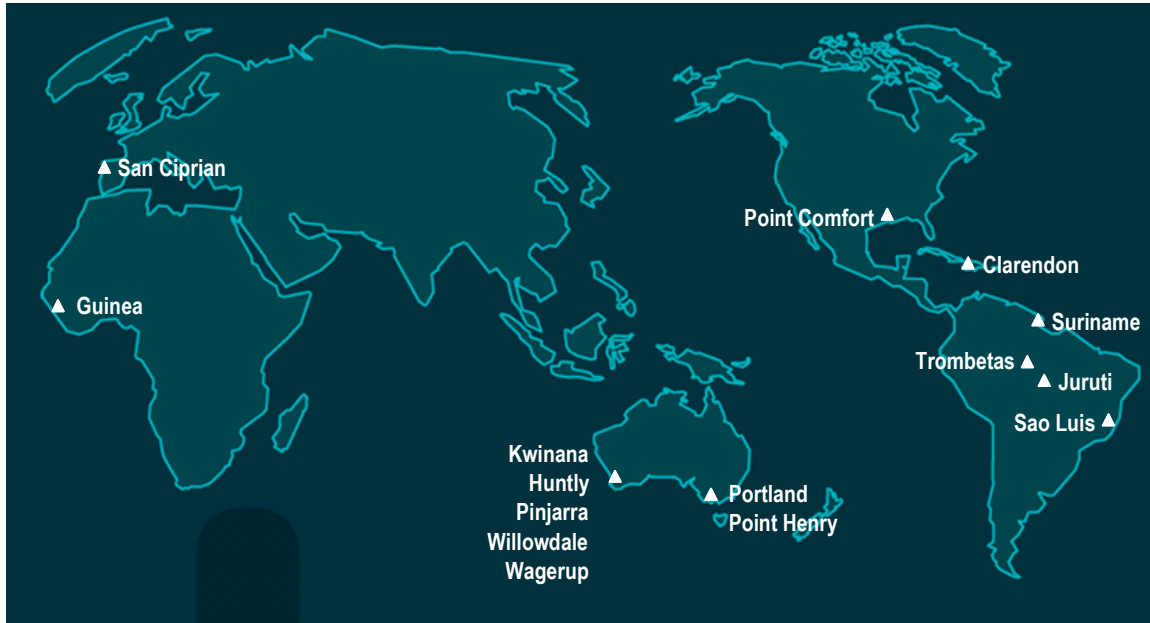 San Ciprian
Point Comfort
Clarendon
Guinea
Suriname
Trombetas
Juruti
Sao Luis
Kwinana
Huntly
Pinjarra
Willowdale
Wagerup
Portland
Point Henry